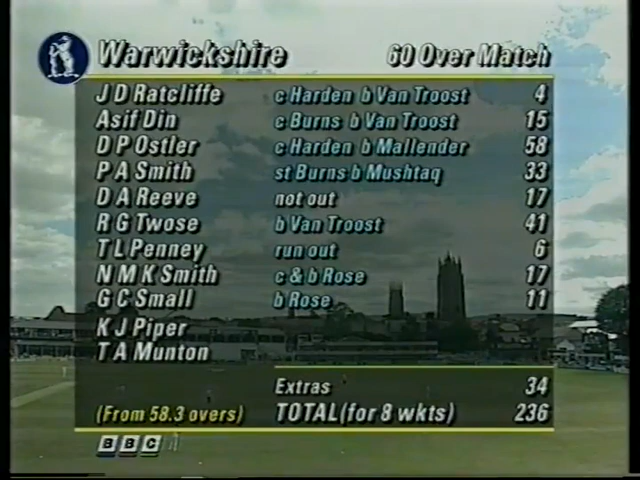 Warwickshire 60 Over Match
J D Ratcliffe c Harden b Van Troost 4
Asif Din c Burns b Van Troost 15
D P Ostler c Harden b Mallender 58
P A Smith st Burns b Mushtaq 33
D A Reeve not out 17
R G Twose b Van Troost 41
T L Penney run out 6
N M K Smith c & b Rose 17
G C Small b Rose 11
K J Piper
T A Munton
Extras 34
(From 58.3 overs) TOTAL (for 8 wkts) 236
BBC